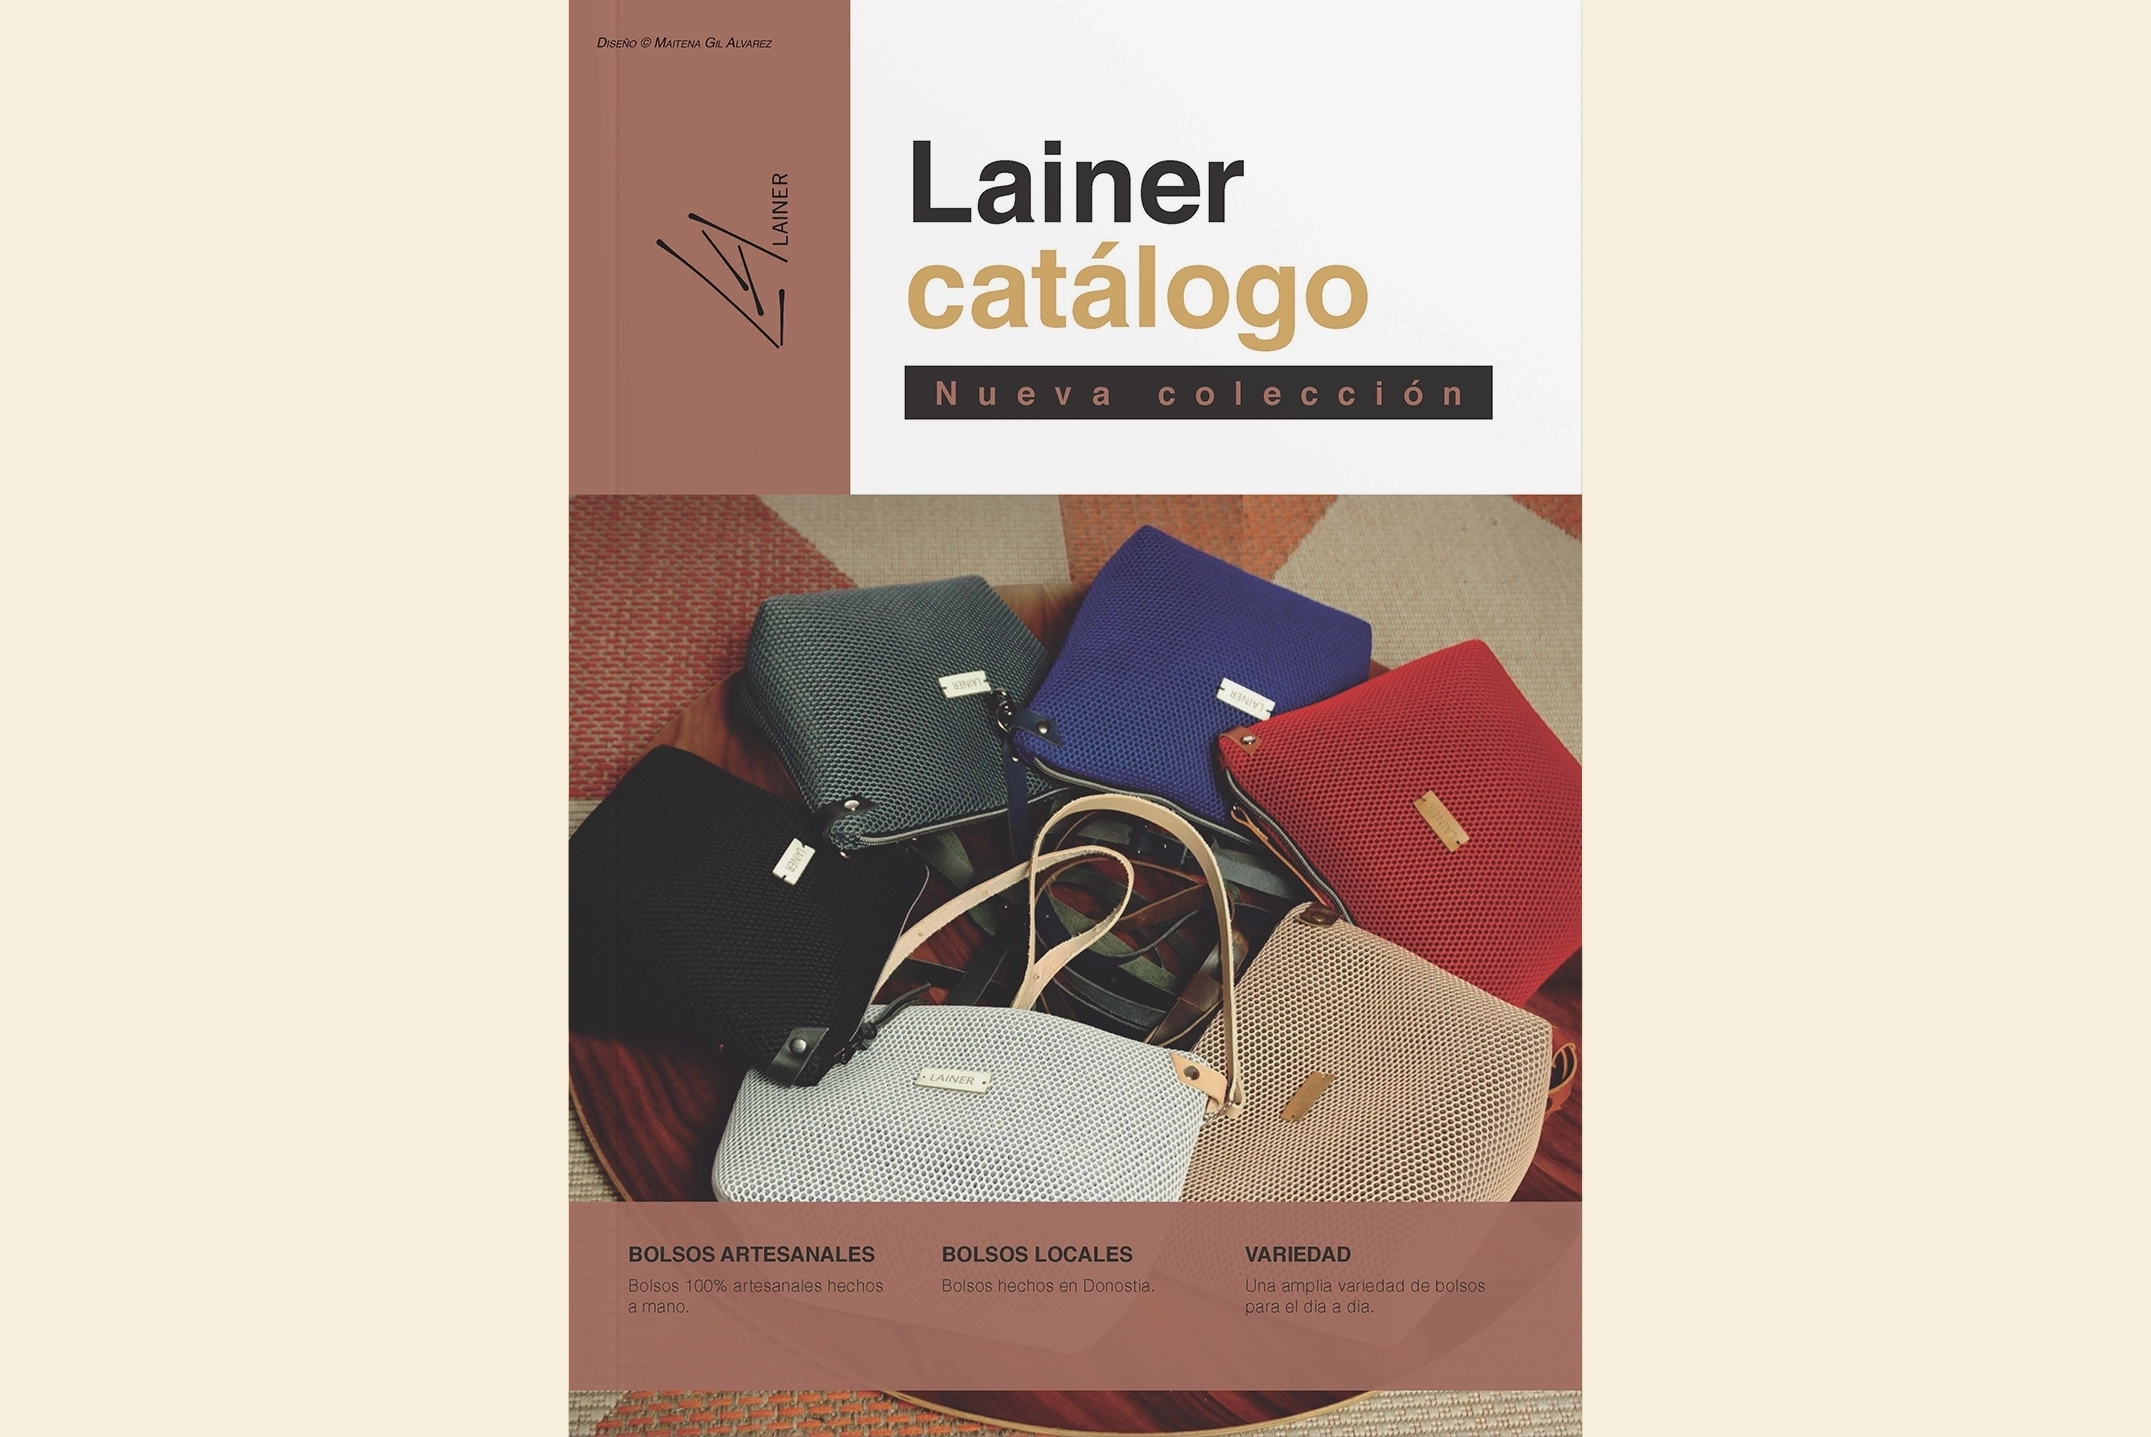 DISEÑO © MAITENA GIL ALVAREZ
LAINER
Lainer
catálogo
Nueva colección
LAINER
LAINER
LAINER
LAINER
LAINER
BOLSOS ARTESANALES
Bolsos 100% artesanales hechos
a mano.
BOLSOS LOCALES
Bolsos hechos en Donostia.
VARIEDAD
Una amplia variedad de bolsos
para el dia a dia.